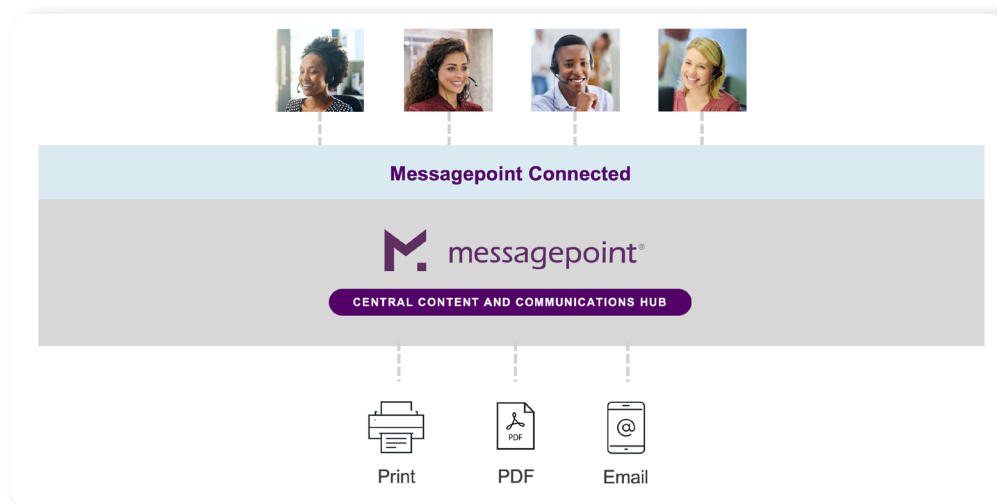 Messagepoint Connected
messagepoint®
CENTRAL CONTENT AND COMMUNICATIONS HUB
PDF
@
Print
PDF
Email